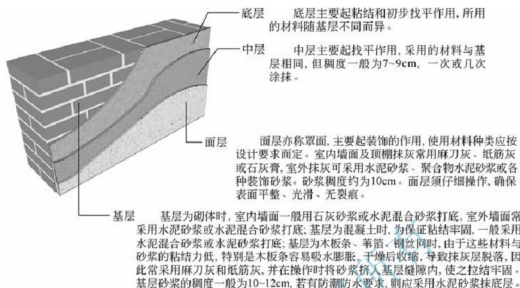 底层 底层主要起粘结和初步找平作用,所用
的材料随基层不同而异。
中层 中层主要起找平作用,采用的材料与基
层相同,但稠度一般为7~9cm,一次或几次
涂抹。
面层 面层亦称罩面,主要起装饰的作用,使用材料种类应按
设计要求而定。室内墙面及顶棚抹灰常用麻刀灰、纸筋灰
或石灰膏,室外抹灰可采用水泥砂浆、聚合物水泥砂浆或各
种装饰砂浆。砂浆稠度约为10cm。面层须仔细操作,确保
表面平整、光滑、无裂痕。
基层 基层为砌体时,室内墙面一般用石灰砂浆或水泥混合砂浆打底,室外墙面常
采用水泥砂浆或水泥混合砂浆打底;基层为混凝土时,为保证粘结牢固,一般采用
水泥混合砂浆或水泥砂浆打底;基层为木板条、苇箔、钢丝网时,由于这些材料与
砂浆的粘结力低,特别是木板条容易吸水膨胀,干燥后收缩,导致抹灰层脱落,因
此常采用麻刀灰和纸筋灰,并在操作时将砂浆挤入基层缝隙内,使之拉结牢固。
基层砂浆的稠度一般为10~12cm,若有防潮防水要求,则应采用水泥砂浆抹底层。